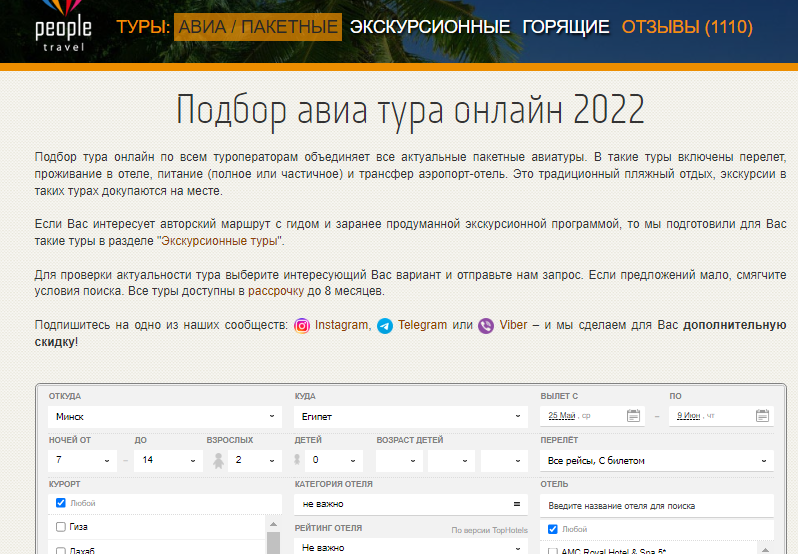 people
travel
ТУРЫ: АВИА / ПАКЕТНЫЕ ЭКСКУРСИОННЫЕ ГОРЯЩИЕ ОТЗЫВЫ (1110)
Подбор авиа тура онлайн 2022
Подбор тура онлайн по всем туроператорам объединяет все актуальные пакетные авиатуры. В такие туры включены перелет,
проживание в отеле, питание (полное или частичное) и трансфер аэропорт-отель. Это традиционный пляжный отдых, экскурсии в
таких турах докупаются на месте.
Если Вас интересует авторский маршрут с гидом и заранее продуманной экскурсионной программой, то мы подготовили для Вас
такие туры в разделе "Экскурсионные туры".
Для проверки актуальности тура выберите интересующий Вас вариант и отправьте нам запрос. Если предложений мало, смягчите
условия поиска. Все туры доступны в рассрочку до 8 месяцев.
Подпишитесь на одно из наших сообществ: Instagram, Telegram или Viber – и мы сделаем для Вас дополнительную
скидку!
ОТКУДА КУДА ВЫЛЕТ С ПО
Минск Египет 25 Май , ср – 9 Июн , чт
НОЧЕЙ ОТ ДО ВЗРОСЛЫХ ДЕТЕЙ ВОЗРАСТ ДЕТЕЙ ПЕРЕЛЁТ
7 – 14 2 0 Все рейсы, С билетом
КУРОРТ КАТЕГОРИЯ ОТЕЛЯ ОТЕЛЬ
Любой не важно Введите название отеля для поиска
Гиза РЕЙТИНГ ОТЕЛЯ По версии TopHotels Любой
Дахаб Не важно AMC Royal Hotel & Spa 5*